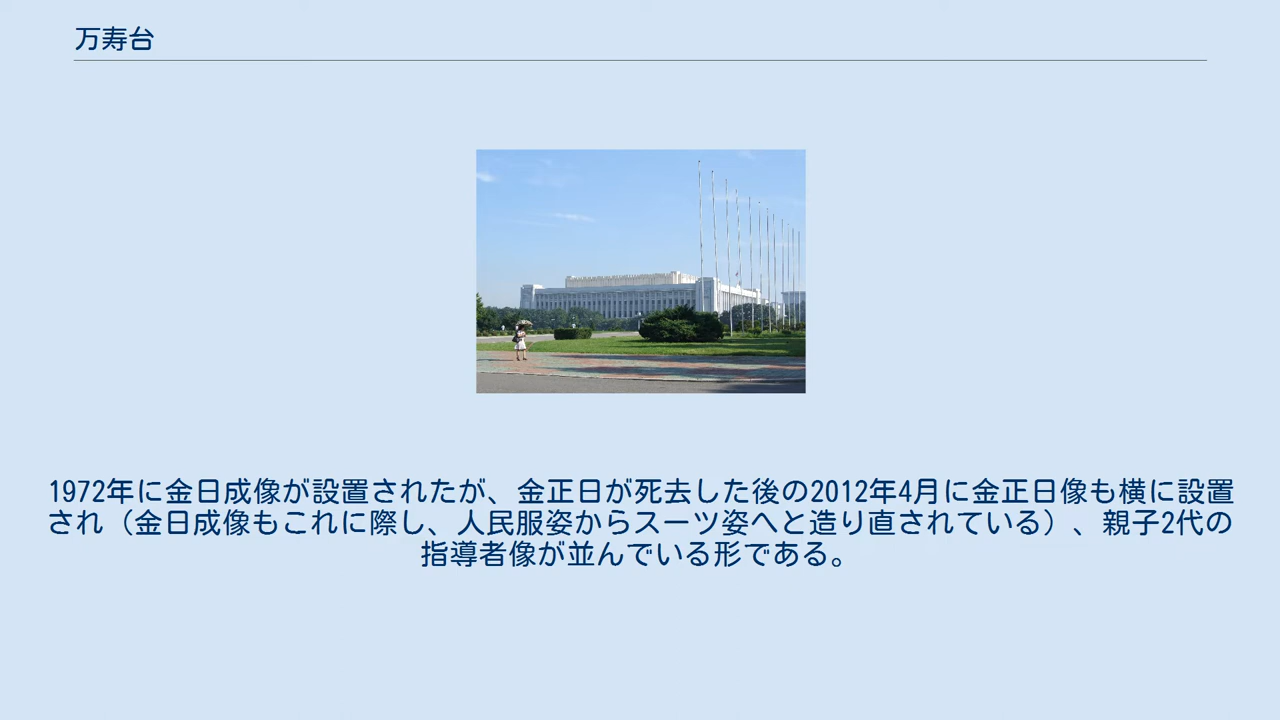 万寿台
1972年に金日成像が設置されたが、金正日が死去した後の2012年4月に金正日像も横に設置
され（金日成像もこれに際し、人民服姿からスーツ姿へと造り直されている）、親子2代の
指導者像が並んでいる形である。